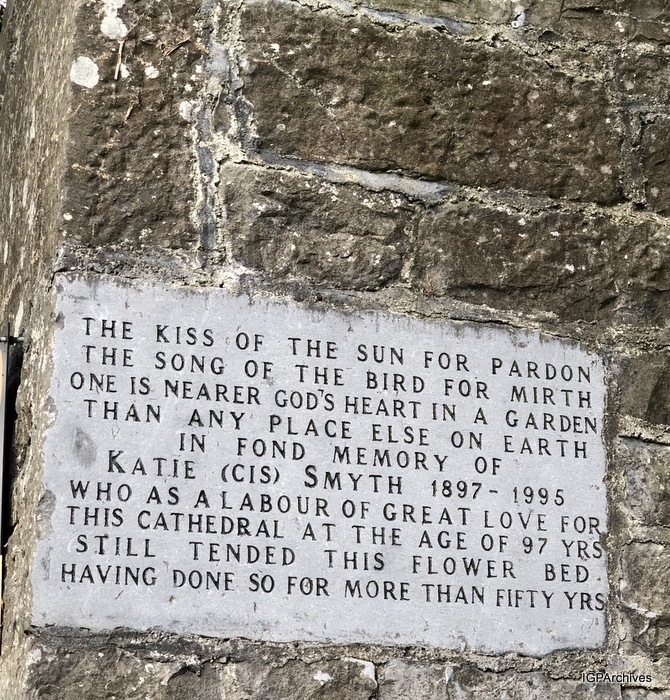 THE KISS OF THE SUN FOR PARDON
THE SONG OF THE BIRD FOR MIRTH
ONE IS NEARER GOD'S HEART IN A GARDEN
THAN ANY PLACE ELSE ON EARTH
IN FOND MEMORY OF
KATIE (CIS) SMYTH 1897-1995
WHO AS A LABOUR OF GREAT LOVE FOR
THIS CATHEDRAL AT THE AGE OF 97 YRS
STILL TENDED THIS FLOWER BED
HAVING DONE SO FOR MORE THAN FIFTY YRS
IGPArchives